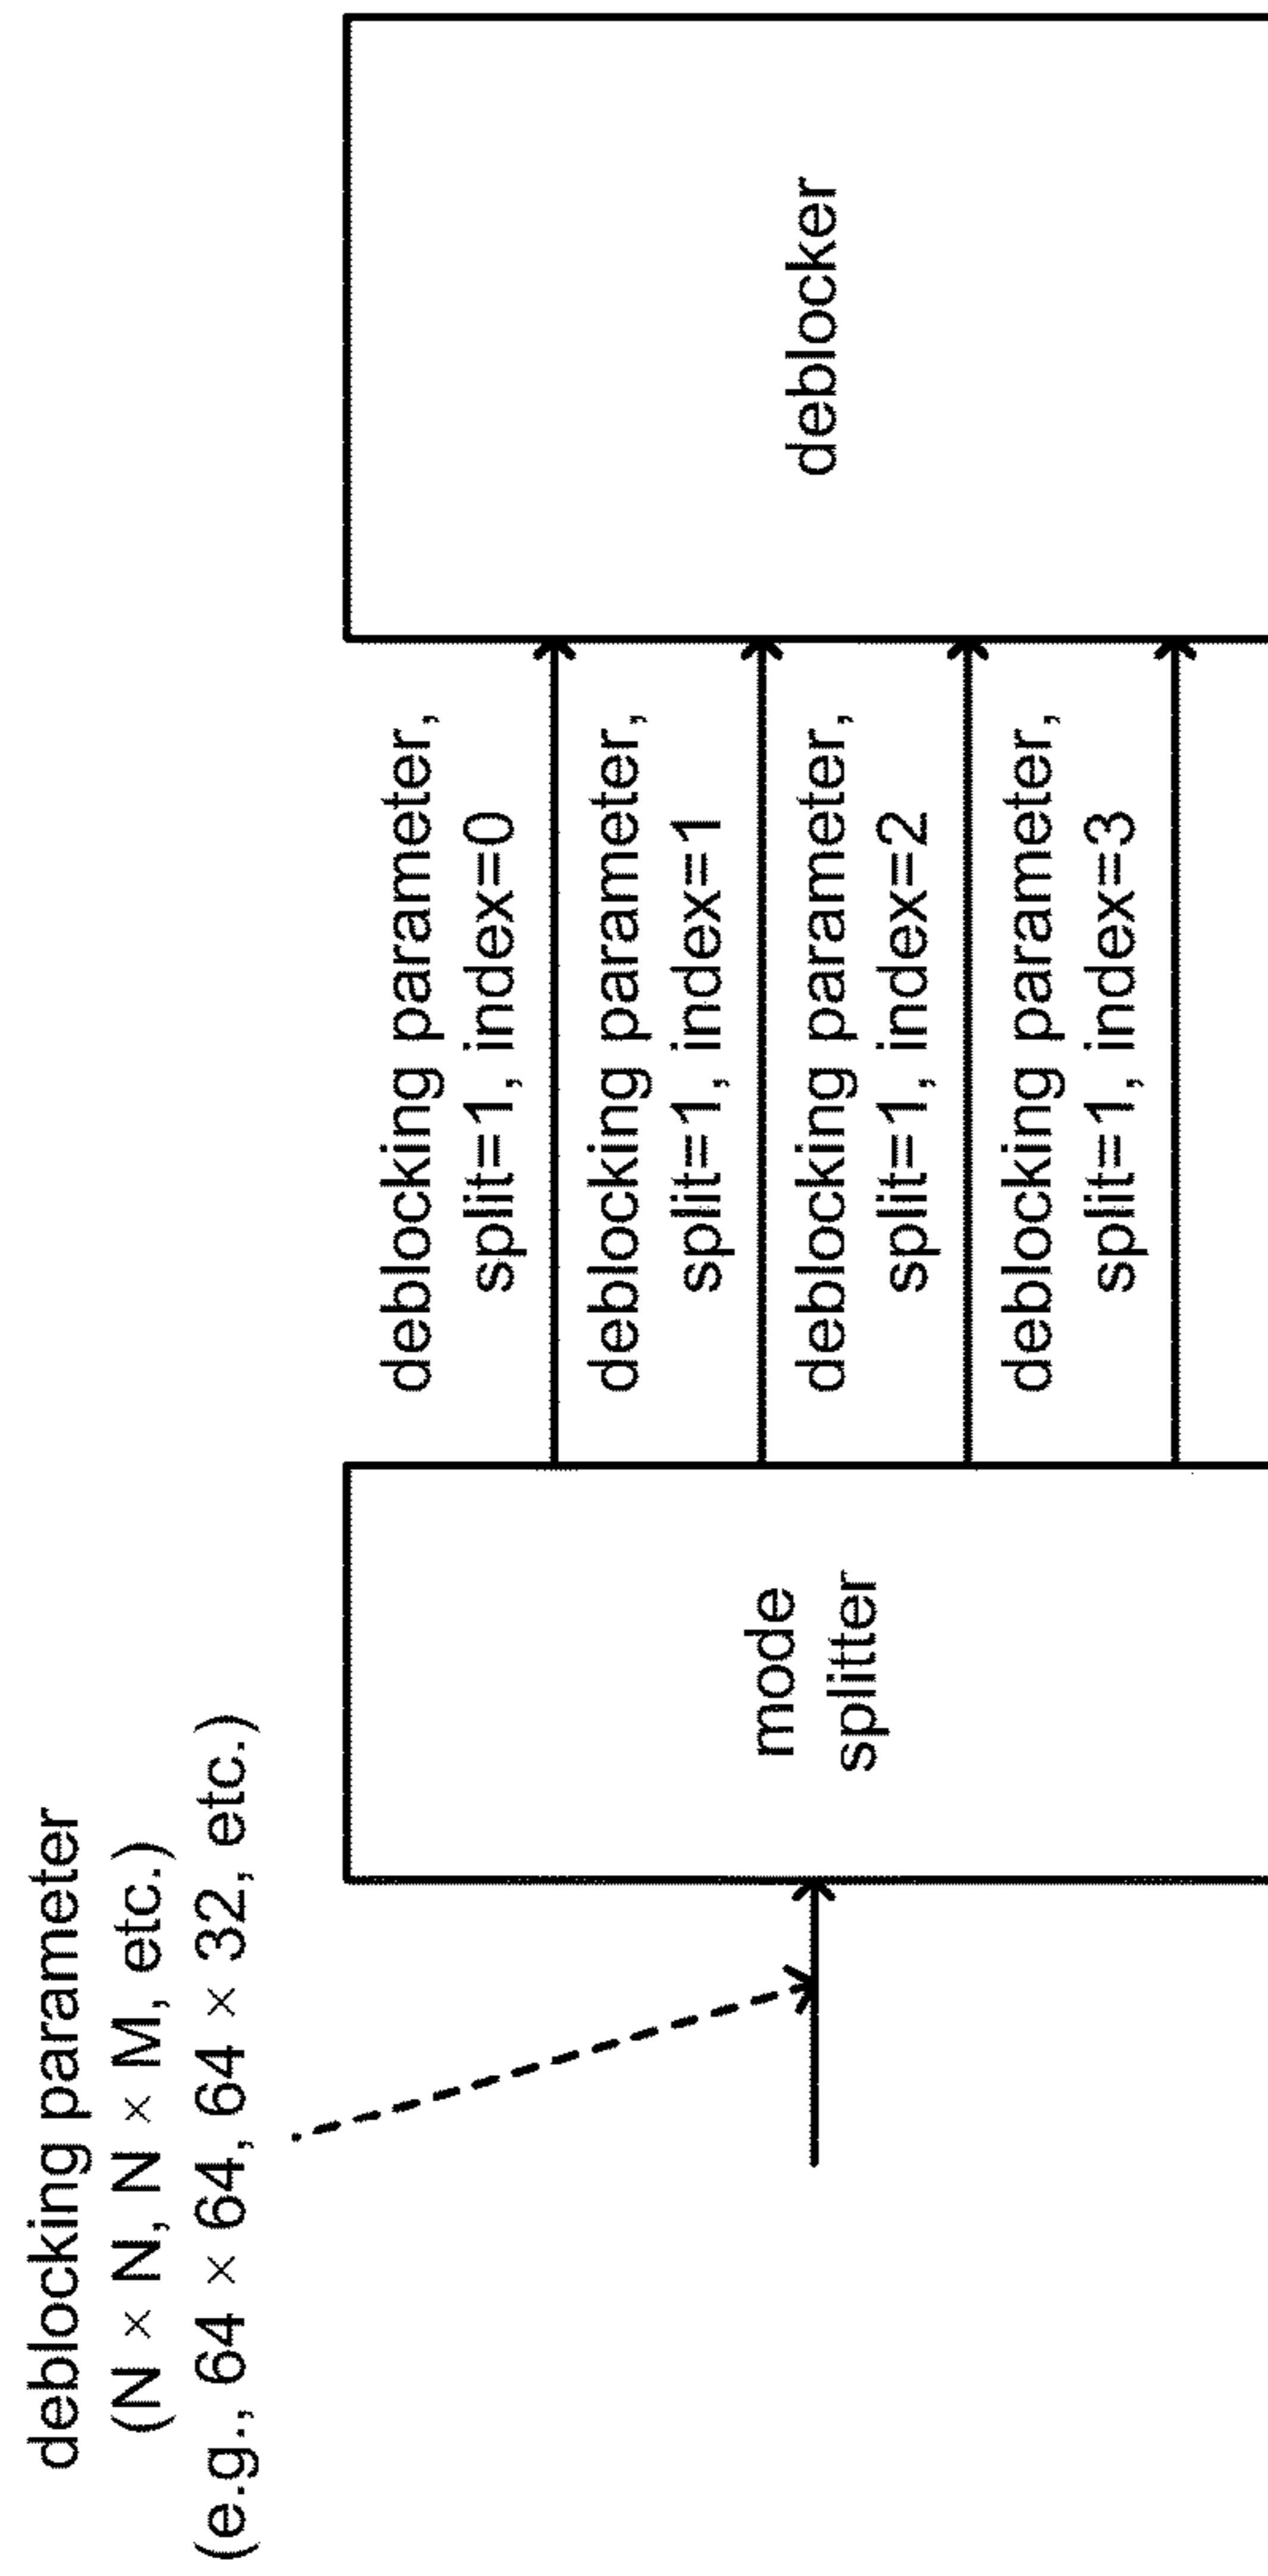 deblocking parameter
(N × N, N × M, etc.)
(e.g., 64 × 64, 64 × 32, etc.)
mode
splitter
deblocking parameter,
split=1, index=0
deblocking parameter,
split=1, index=1
deblocking parameter,
split=1, index=2
deblocking parameter,
split=1, index=3
deblocker